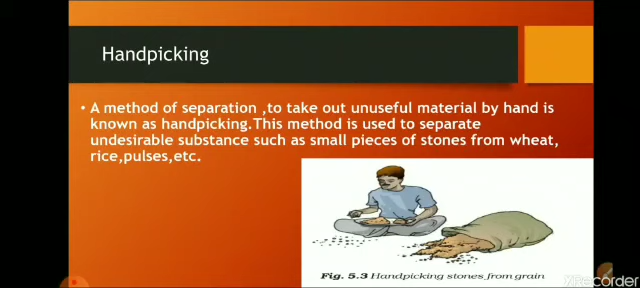 Handpicking
• A method of separation ,to take out unuseful material by hand is
known as handpicking.This method is used to separate
undesirable substance such as small pieces of stones from wheat,
rice,pulses,etc.
Fig. 5.3 Handpicking stones from grain
XRecorder